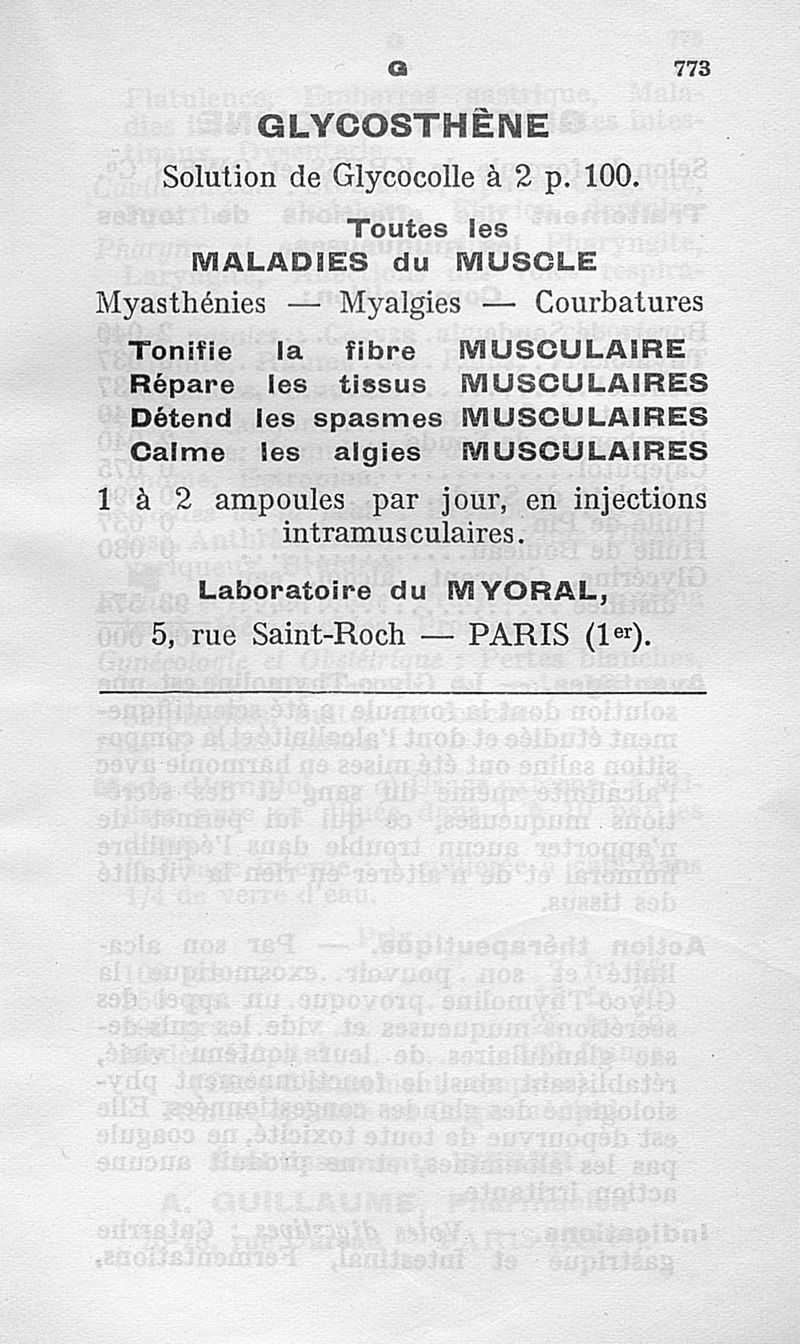 G
773
GLYCOSTHÈNE
Solution de Glycocolle à 2 p. 100.
Toutes les
MALADIES du MUSCLE
Myasthénies — Myalgies — Courbatures
Tonifie la fibre MUSCULAIRE
Répare les tissus MUSCULAIRES
Détend les spasmes MUSCULAIRES
Calme les algies MUSCULAIRES
1 à 2 ampoules par jour, en injections
intramusculaires.
Laboratoire du MYORAL,
5, rue Saint-Roch — PARIS (1er).